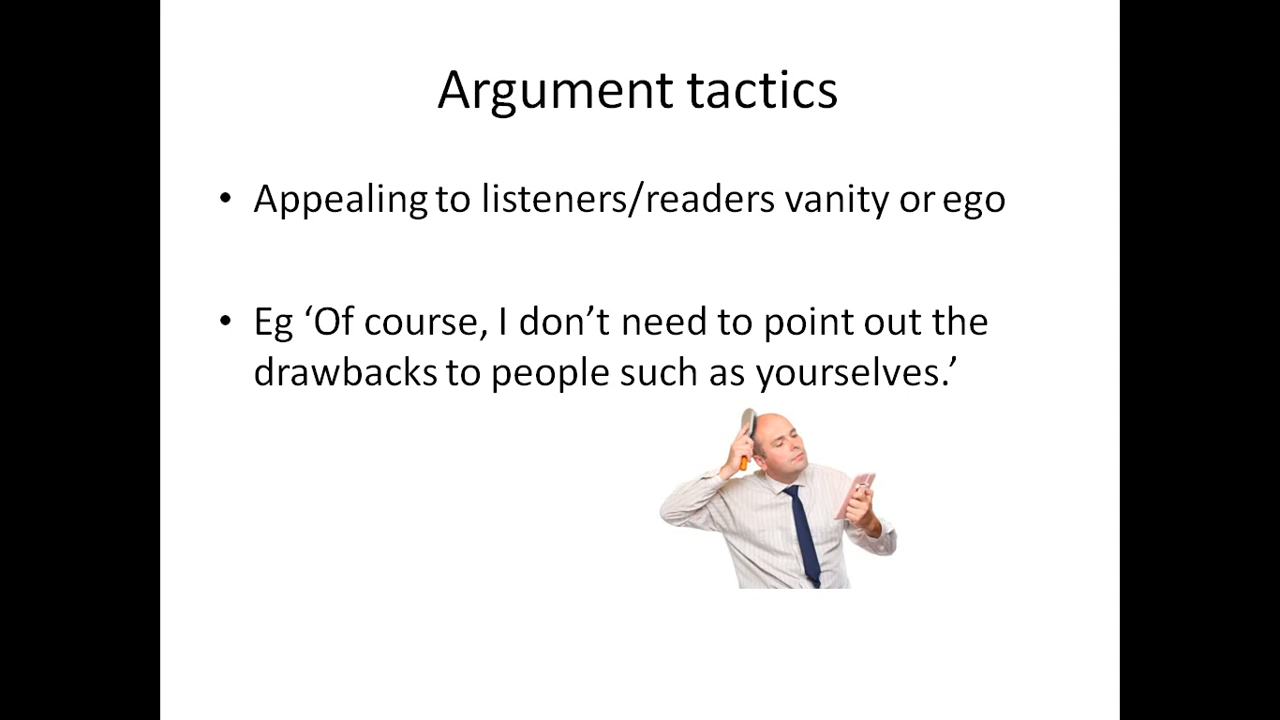 Argument tactics
• Appealing to listeners/readers vanity or ego
• Eg ‘Of course, I don’t need to point out the
drawbacks to people such as yourselves.’